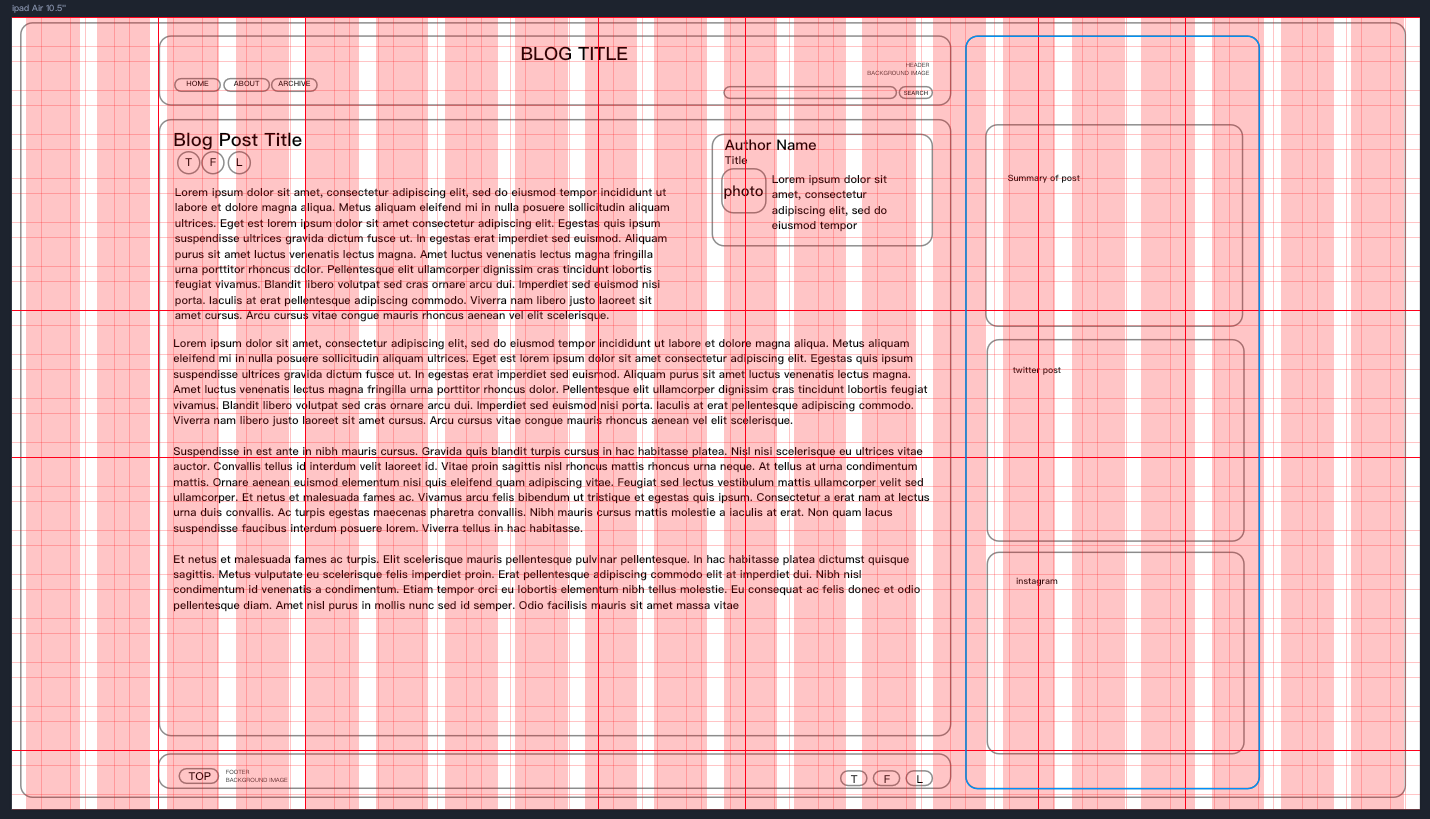 ipad Air 10.5"
BLOG TITLE
HEADER
BACKGROUND IMAGE
HOME
ABOUT
ARCHIVE
SEARCH
Blog Post Title
T
F
L
Author Name
Title
photo
Lorem ipsum dolor sit
amet, consectetur
adipiscing elit, sed do
eiusmod tempor
Lorem ipsum dolor sit amet, consectetur adipiscing elit, sed do eiusmod tempor incididunt ut
labore et dolore magna aliqua. Metus aliquam eleifend mi in nulla posuere sollicitudin aliquam
ultrices. Eget est lorem ipsum dolor sit amet consectetur adipiscing elit. Egestas quis ipsum
suspendisse ultrices gravida dictum fusce ut. In egestas erat imperdiet sed euismod. Aliquam
purus sit amet luctus venenatis lectus magna. Amet luctus venenatis lectus magna fringilla
urna porttitor rhoncus dolor. Pellentesque elit ullamcorper dignissim cras tincidunt lobortis
feugiat vivamus. Blandit libero volutpat sed cras ornare arcu dui. Imperdiet sed euismod nisi
porta. Iaculis at erat pellentesque adipiscing commodo. Viverra nam libero justo laoreet sit
amet cursus. Arcu cursus vitae congue mauris rhoncus aenean vel elit scelerisque.
Lorem ipsum dolor sit amet, consectetur adipiscing elit, sed do eiusmod tempor incididunt ut labore et dolore magna aliqua. Metus aliquam
eleifend mi in nulla posuere sollicitudin aliquam ultrices. Eget est lorem ipsum dolor sit amet consectetur adipiscing elit. Egestas quis ipsum
suspendisse ultrices gravida dictum fusce ut. In egestas erat imperdiet sed euismod. Aliquam purus sit amet luctus venenatis lectus magna.
Amet luctus venenatis lectus magna fringilla urna porttitor rhoncus dolor. Pellentesque elit ullamcorper dignissim cras tincidunt lobortis feugiat
vivamus. Blandit libero volutpat sed cras ornare arcu dui. Imperdiet sed euismod nisi porta. Iaculis at erat pellentesque adipiscing commodo.
Viverra nam libero justo laoreet sit amet cursus. Arcu cursus vitae congue mauris rhoncus aenean vel elit scelerisque.
Suspendisse in est ante in nibh mauris cursus. Gravida quis blandit turpis cursus in hac habitasse platea. Nisl nisi scelerisque eu ultrices vitae
auctor. Convallis tellus id interdum velit laoreet id. Vitae proin sagittis nisl rhoncus mattis rhoncus urna neque. At tellus at urna condimentum
mattis. Ornare aenean euismod elementum nisi quis eleifend quam adipiscing vitae. Feugiat sed lectus vestibulum mattis ullamcorper velit sed
ullamcorper. Et netus et malesuada fames ac. Vivamus arcu felis bibendum ut tristique et egestas quis ipsum. Consectetur a erat nam at lectus
urna duis convallis. Ac turpis egestas maecenas pharetra convallis. Nibh mauris cursus mattis molestie a iaculis at erat. Non quam lacus
suspendisse faucibus interdum posuere lorem. Viverra tellus in hac habitasse.
Et netus et malesuada fames ac turpis. Elit scelerisque mauris pellentesque pulvinar pellentesque. In hac habitasse platea dictumst quisque
sagittis. Metus vulputate eu scelerisque felis imperdiet proin. Erat pellentesque adipiscing commodo elit at imperdiet dui. Nibh nisl
condimentum id venenatis a condimentum. Etiam tempor orci eu lobortis elementum nibh tellus molestie. Eu consequat ac felis donec et odio
pellentesque diam. Amet nisl purus in mollis nunc sed id semper. Odio facilisis mauris sit amet massa vitae
Summary of post
twitter post
instagram
TOP
FOOTER
BACKGROUND IMAGE
T
F
L